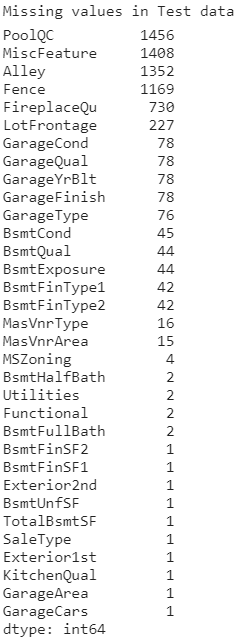 Missing values in Test data
PoolQC 1456
MiscFeature 1408
Alley 1352
Fence 1169
FireplaceQu 730
LotFrontage 227
GarageCond 78
GarageQual 78
GarageYrBlt 78
GarageFinish 78
GarageType 76
BsmtCond 45
BsmtQual 44
BsmtExposure 44
BsmtFinType1 42
BsmtFinType2 42
MasVnrType 16
MasVnrArea 15
MSZoning 4
BsmtHalfBath 2
Utilities 2
Functional 2
BsmtFullBath 2
BsmtFinSF2 1
BsmtFinSF1 1
Exterior2nd 1
BsmtUnfSF 1
TotalBsmtSF 1
SaleType 1
Exterior1st 1
KitchenQual 1
GarageArea 1
GarageCars 1
dtype: int64